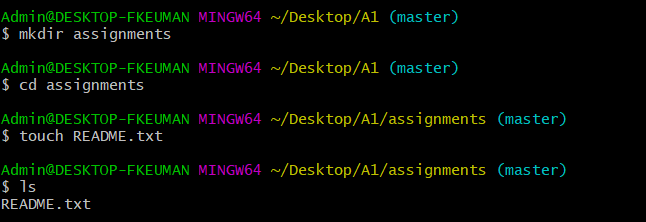 Admin@DESKTOP-FKEUMAN MINGW64 ~/Desktop/A1 (master)
$ mkdir assignments
Admin@DESKTOP-FKEUMAN MINGW64 ~/Desktop/A1 (master)
$ cd assignments
Admin@DESKTOP-FKEUMAN MINGW64 ~/Desktop/A1/assignments (master)
$ touch README.txt
Admin@DESKTOP-FKEUMAN MINGW64 ~/Desktop/A1/assignments (master)
$ ls
README.txt